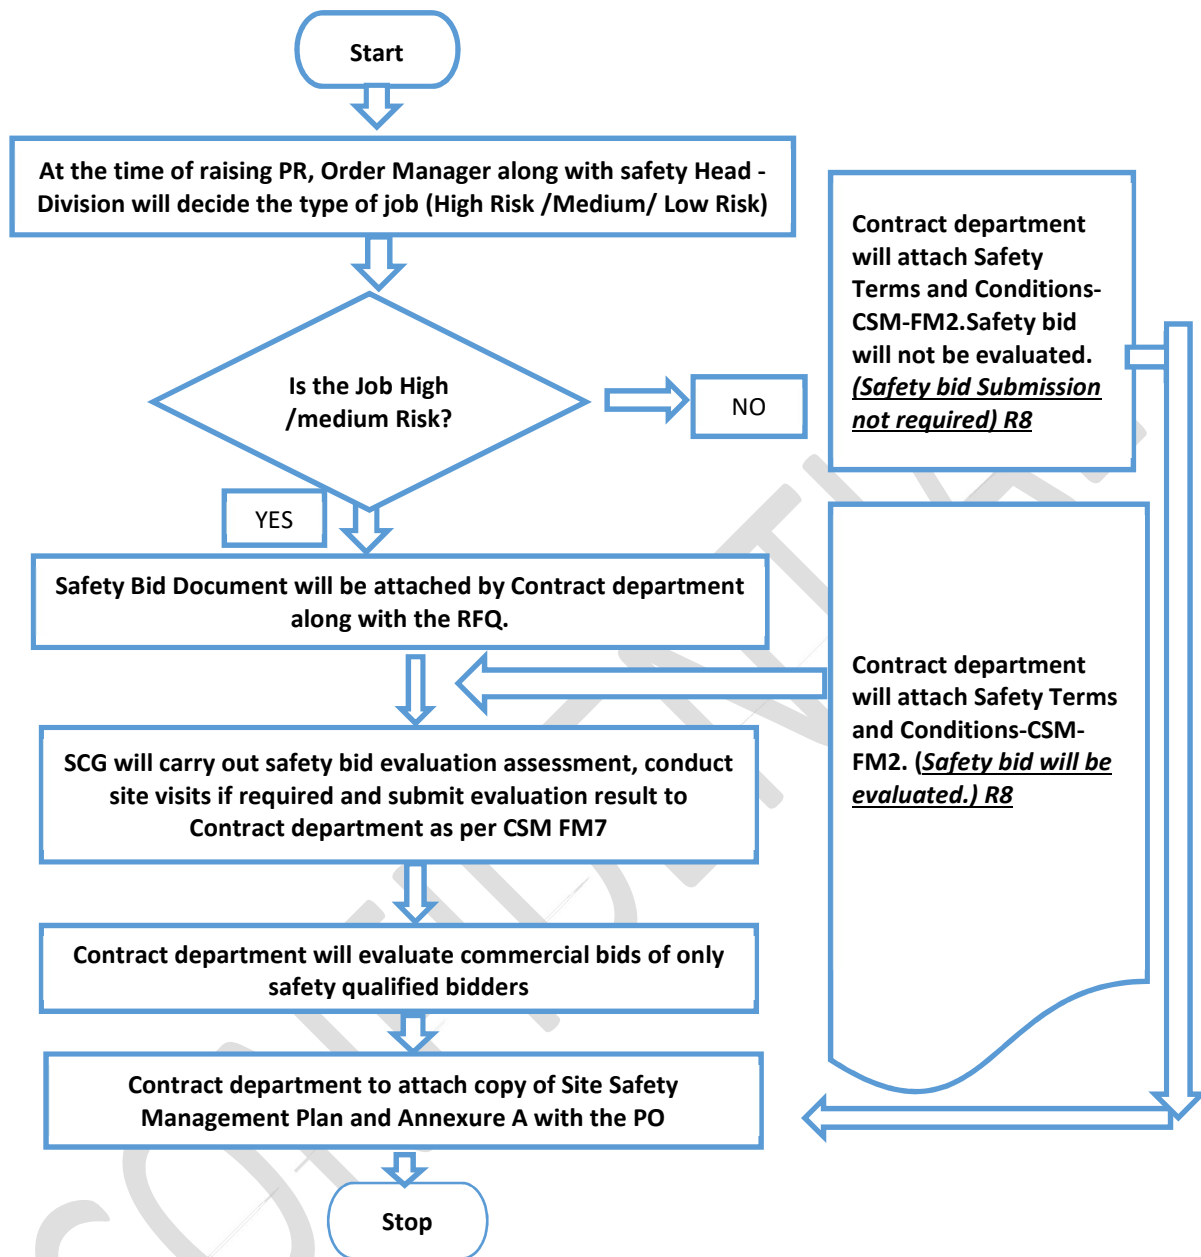 Start
At the time of raising PR, Order Manager along with safety Head -
Division will decide the type of job (High Risk /Medium/ Low Risk)
Contract department
will attach Safety
Terms and Conditions-
CSM-FM2.Safety bid
will not be evaluated.
(Safety bid Submission
not required) R8
Is the Job High
/medium Risk?
NO
YES
Safety Bid Document will be attached by Contract department
along with the RFQ.
Contract department
will attach Safety Terms
and Conditions-CSM-
FM2. (Safety bid will be
evaluated.) R8
SCG will carry out safety bid evaluation assessment, conduct
site visits if required and submit evaluation result to
Contract department as per CSM FM7
Contract department will evaluate commercial bids of only
safety qualified bidders
Contract department to attach copy of Site Safety
Management Plan and Annexure A with the PO
Stop
CONFIDENTIAL